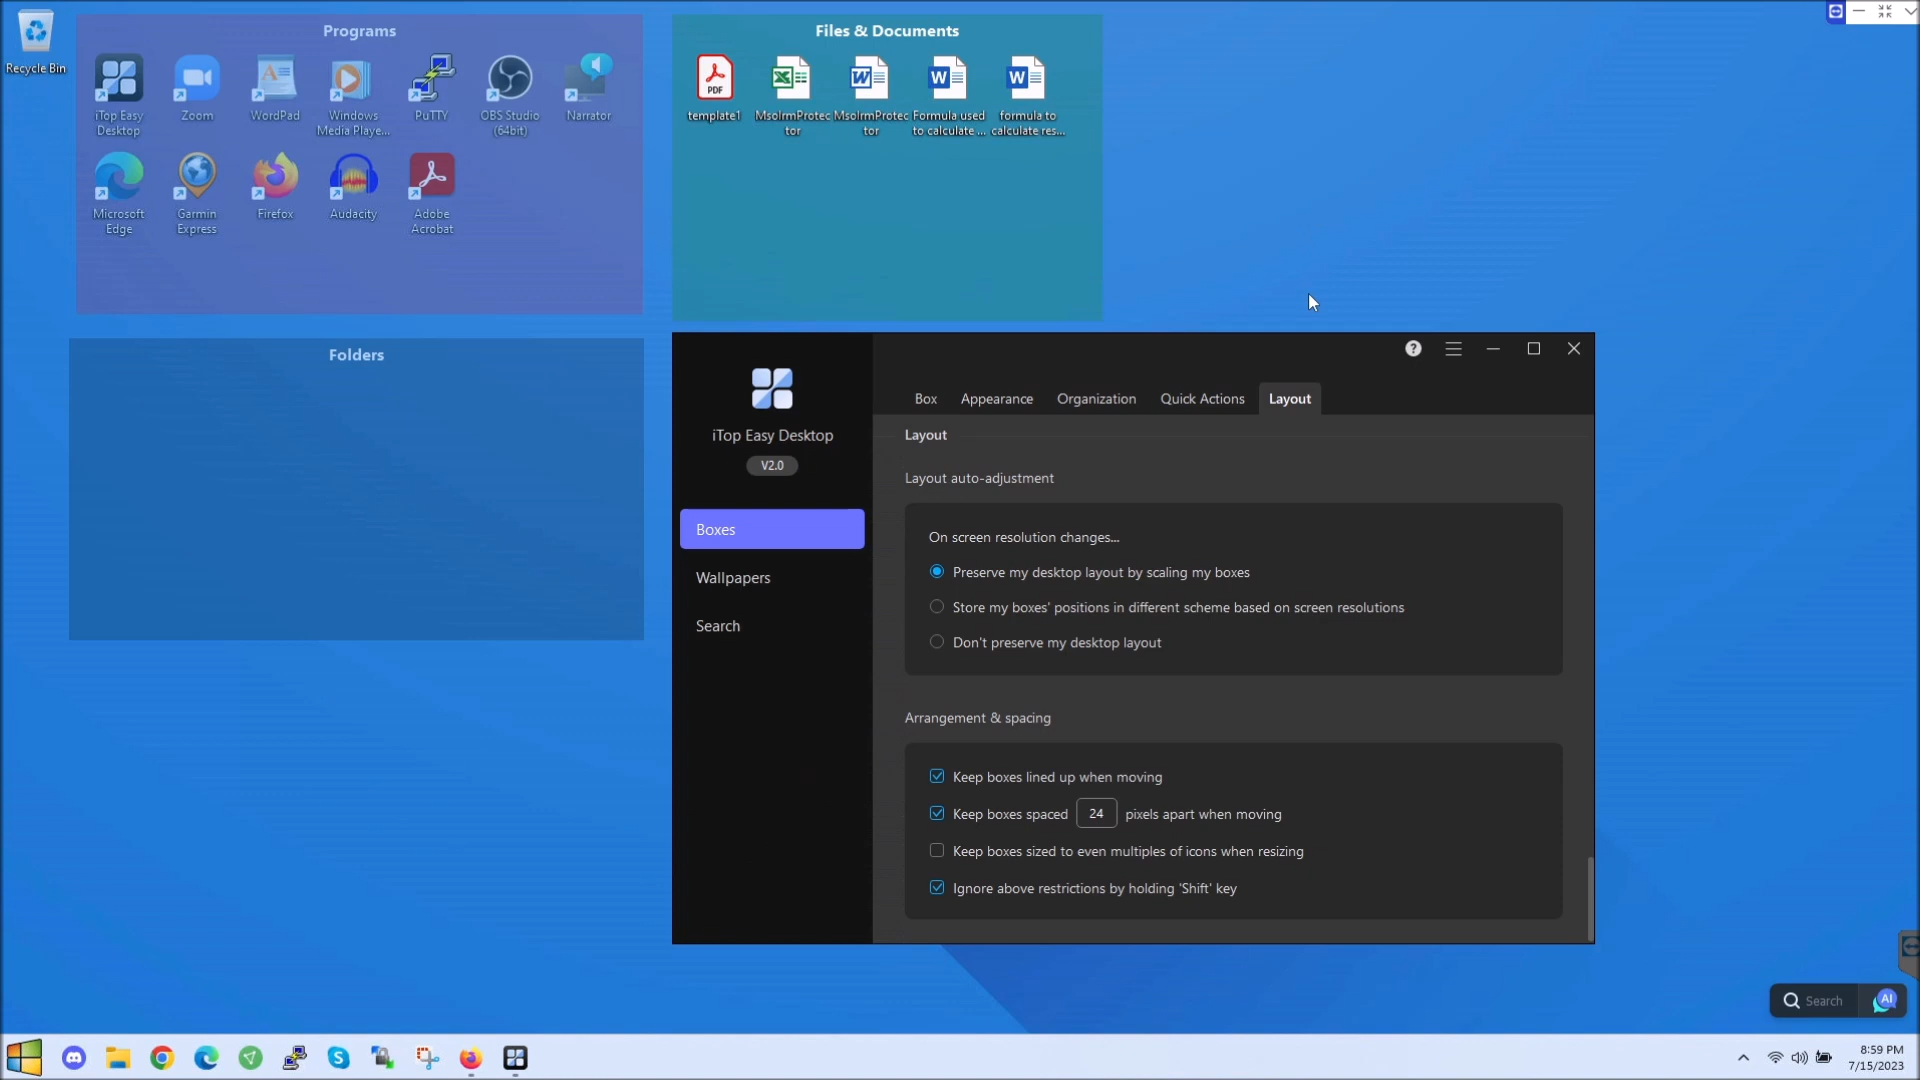 Recycle Bin
Programs
iTop Easy
Desktop
Zoom
WordPad
Windows
Media Playe...
PuTTY
OBS Studio
(64bit)
Narrator
Microsoft
Edge
Garmin
Express
Firefox
Audacity
Adobe
Acrobat
Files & Documents
PDF
template1
MsoIrmProtec
tor
MsoIrmProtec
tor
Formula used
to calculate ...
formula to
calculate res...
Folders
iTop Easy Desktop
V2.0
Boxes
Wallpapers
Search
Box
Appearance
Organization
Quick Actions
Layout
Layout
Layout auto-adjustment
On screen resolution changes...
Preserve my desktop layout by scaling my boxes
Store my boxes' positions in different scheme based on screen resolutions
Don't preserve my desktop layout
Arrangement & spacing
Keep boxes lined up when moving
Keep boxes spaced 24 pixels apart when moving
Keep boxes sized to even multiples of icons when resizing
Ignore above restrictions by holding 'Shift' key
Search
AI
8:59 PM
7/15/2023